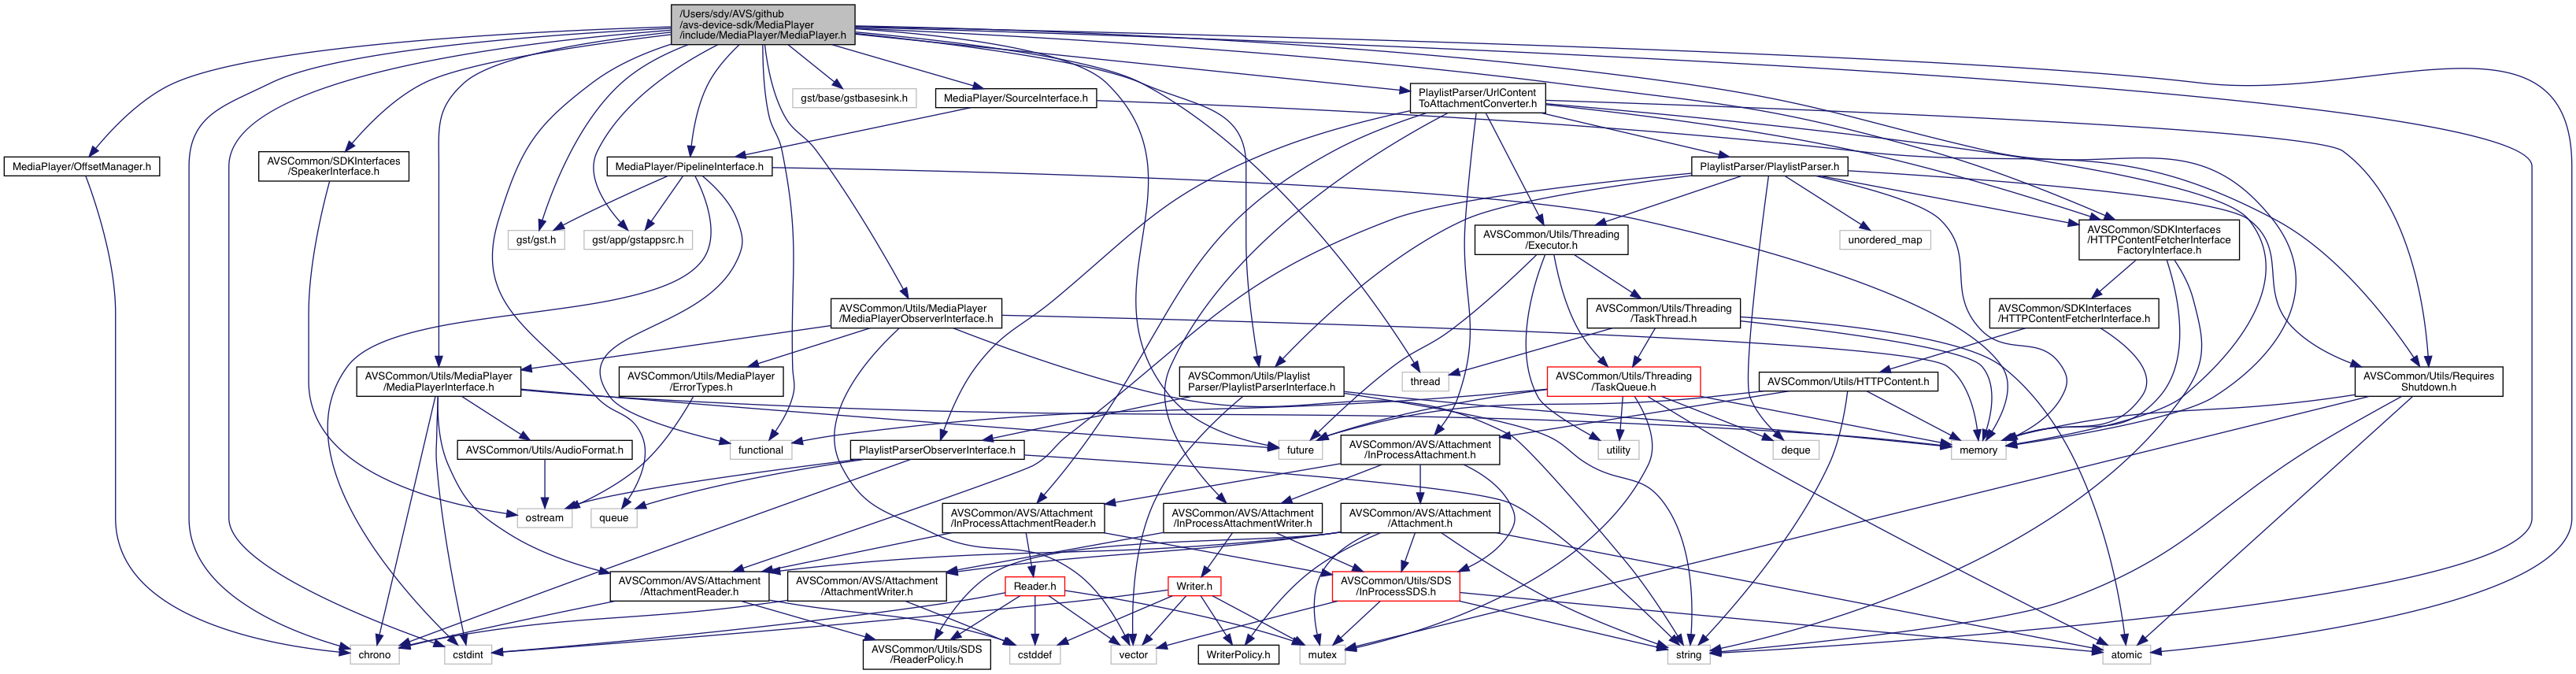 /Users/sdy/AVS/github
/avs-device-sdk/MediaPlayer
/include/MediaPlayer/MediaPlayer.h
gst/base/gstbasesink.h
MediaPlayer/SourceInterface.h
PlaylistParser/UrlContent
ToAttachmentConverter.h
MediaPlayer/OffsetManager.h
AVSCommon/SDKInterfaces
/SpeakerInterface.h
MediaPlayer/PipelineInterface.h
PlaylistParser/PlaylistParser.h
gst/gst.h
gst/app/gstappsrc.h
AVSCommon/Utils/Threading
/Executor.h
unordered_map
AVSCommon/SDKInterfaces
/HTTPContentFetcherInterface
FactoryInterface.h
AVSCommon/Utils/MediaPlayer
/MediaPlayerObserverInterface.h
AVSCommon/Utils/Threading
/TaskThread.h
AVSCommon/SDKInterfaces
/HTTPContentFetcherInterface.h
AVSCommon/Utils/MediaPlayer
/MediaPlayerInterface.h
AVSCommon/Utils/MediaPlayer
/ErrorTypes.h
AVSCommon/Utils/Playlist
Parser/PlaylistParserInterface.h
thread
AVSCommon/Utils/Threading
/TaskQueue.h
AVSCommon/Utils/HTTPContent.h
AVSCommon/Utils/Requires
Shutdown.h
AVSCommon/Utils/AudioFormat.h
functional
PlaylistParserObserverInterface.h
future
AVSCommon/AVS/Attachment
/InProcessAttachment.h
utility
deque
memory
ostream
queue
AVSCommon/AVS/Attachment
/InProcessAttachmentReader.h
AVSCommon/AVS/Attachment
/InProcessAttachmentWriter.h
AVSCommon/AVS/Attachment
/Attachment.h
AVSCommon/AVS/Attachment
/AttachmentReader.h
AVSCommon/AVS/Attachment
/AttachmentWriter.h
Reader.h
Writer.h
AVSCommon/Utils/SDS
/InProcessSDS.h
chrono
cstdint
AVSCommon/Utils/SDS
/ReaderPolicy.h
cstddef
vector
WriterPolicy.h
mutex
string
atomic